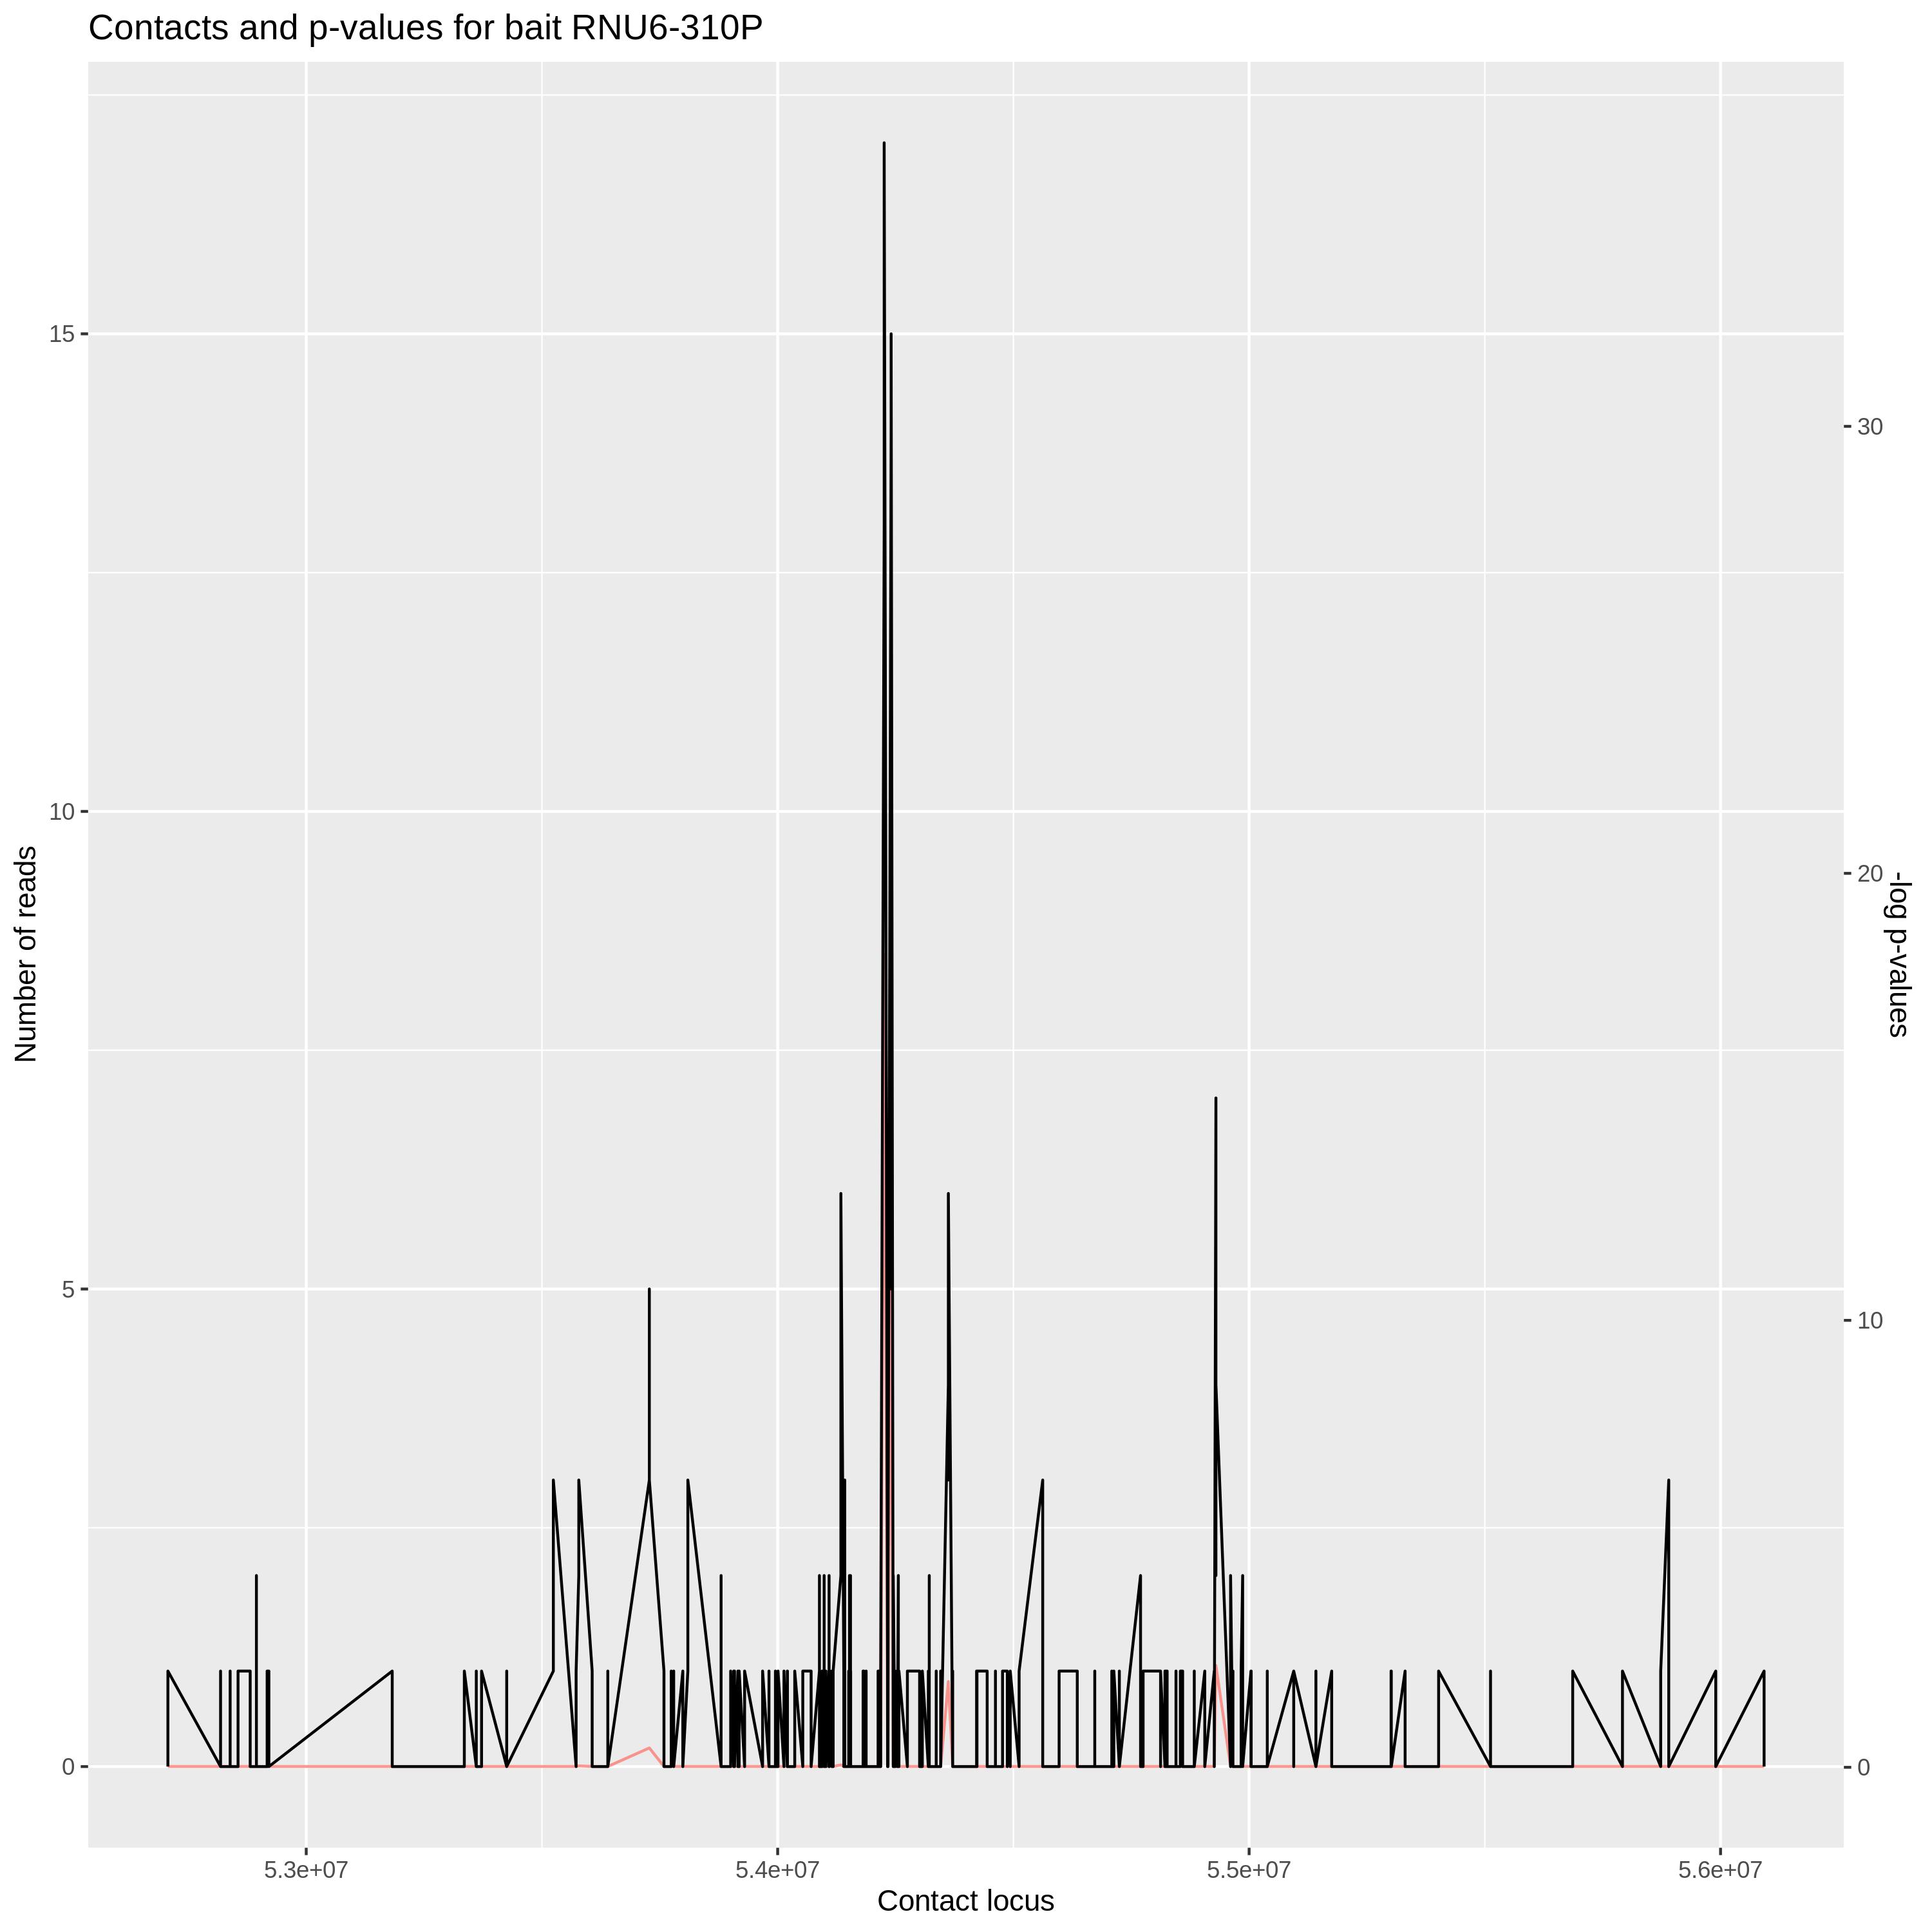 Contacts and p-values for bait RNU6-310P
15
10
5
0
Number of reads
30
20
10
0
-log p-values
5.3e+07 5.4e+07 5.5e+07 5.6e+07
Contact locus